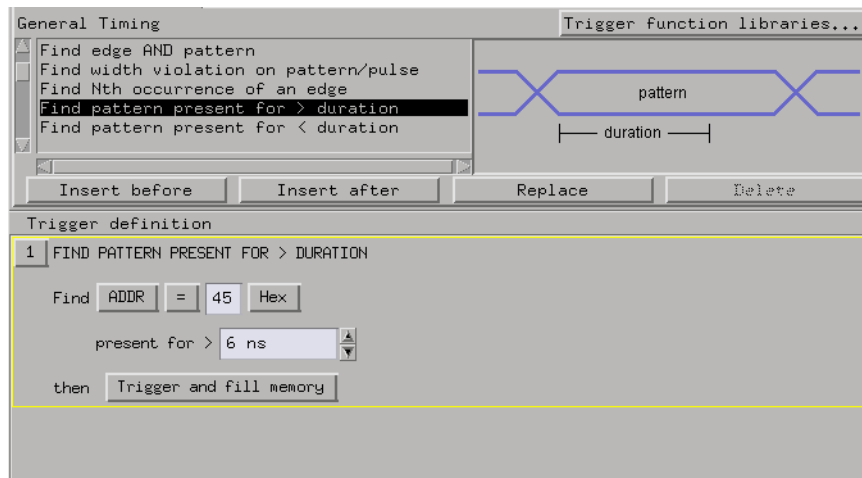 General Timing
Trigger function libraries...
Find edge AND pattern
Find width violation on pattern/pulse
Find Nth occurrence of an edge
Find pattern present for > duration
Find pattern present for < duration
pattern
duration
Insert before
Insert after
Replace
Delete
Trigger definition
1 FIND PATTERN PRESENT FOR > DURATION
Find ADDR = 45 Hex
present for > 6 ns
then Trigger and fill memory